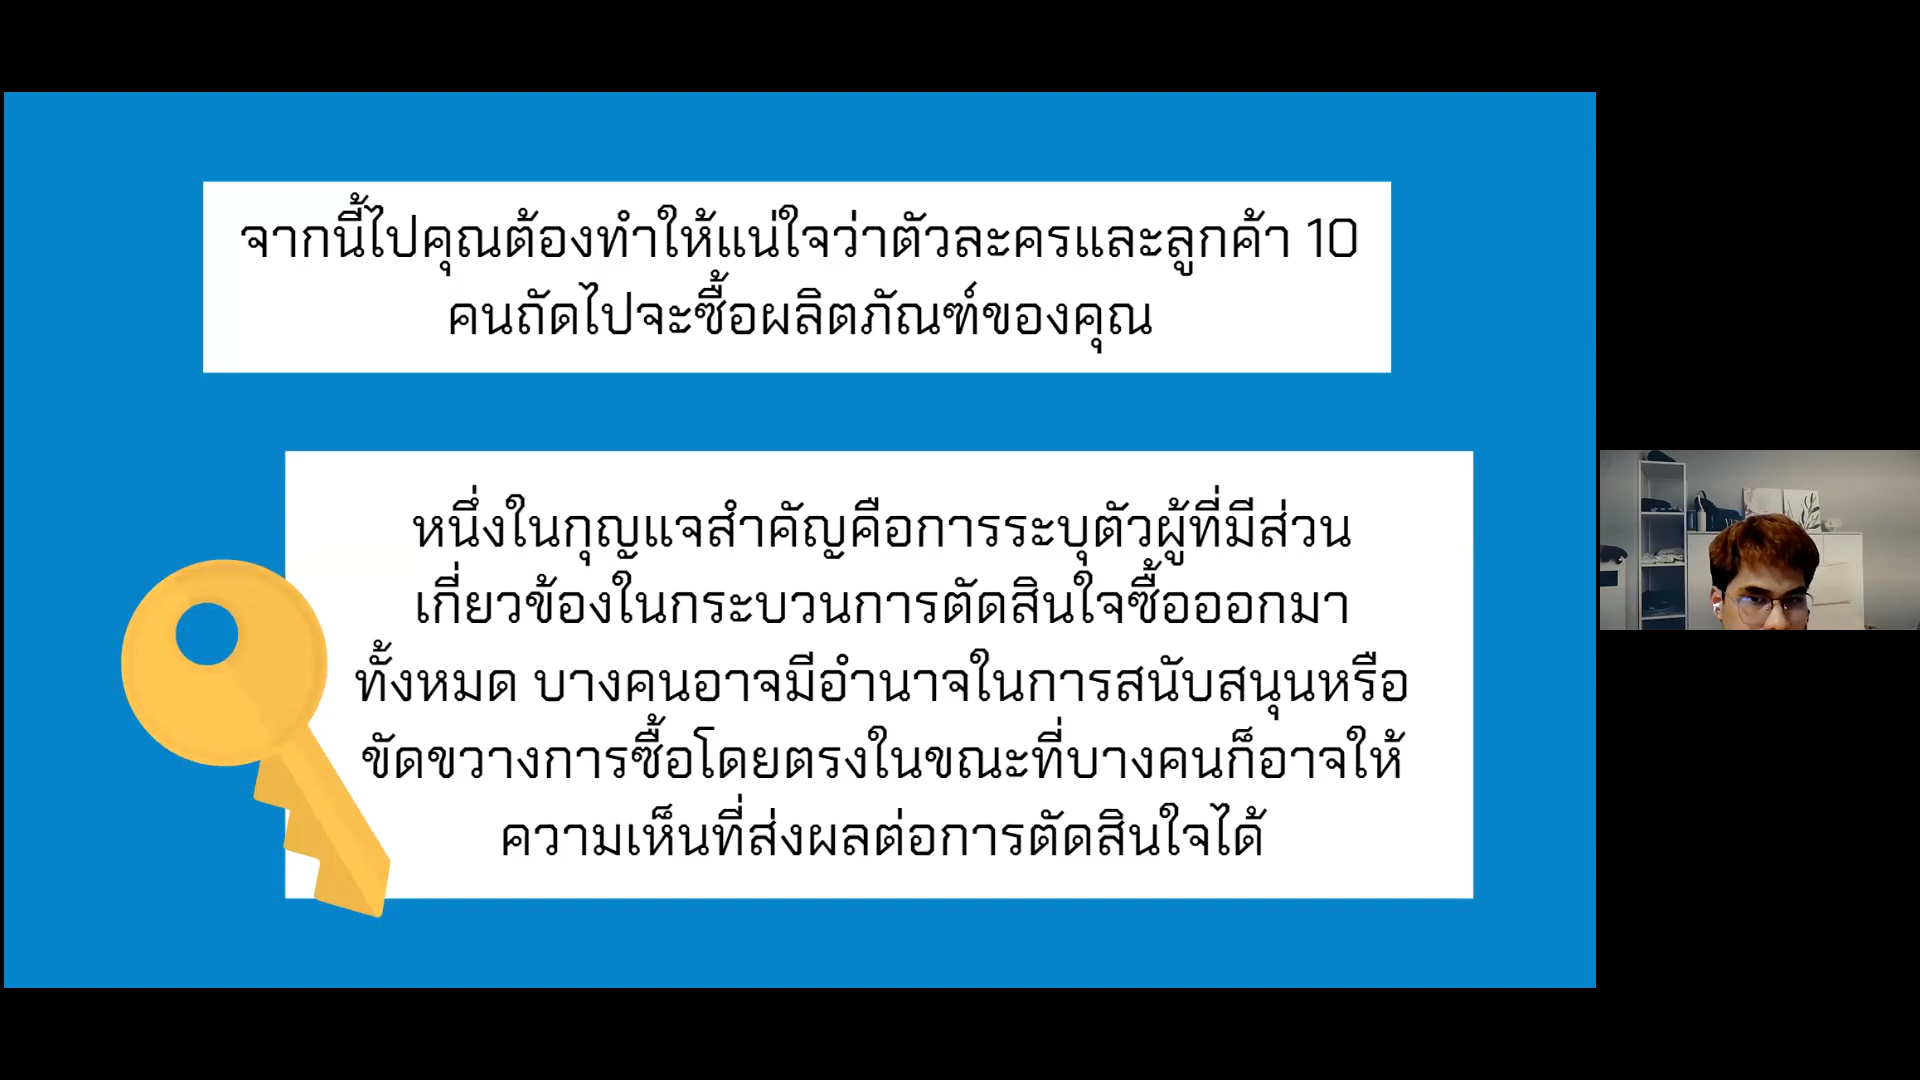 จากนี้ไปคุณต้องทำให้แน่ใจว่าตัวละครและลูกค้า 10
คนถัดไปจะซื้อผลิตภัณฑ์ของคุณ
หนึ่งในกุญแจสำคัญคือการระบุตัวผู้ที่มีส่วน
เกี่ยวข้องในกระบวนการตัดสินใจซื้อออกมา
ทั้งหมด บางคนอาจมีอำนาจในการสนับสนุนหรือ
ขัดขวางการซื้อโดยตรงในขณะที่บางคนก็อาจให้
ความเห็นที่ส่งผลต่อการตัดสินใจได้